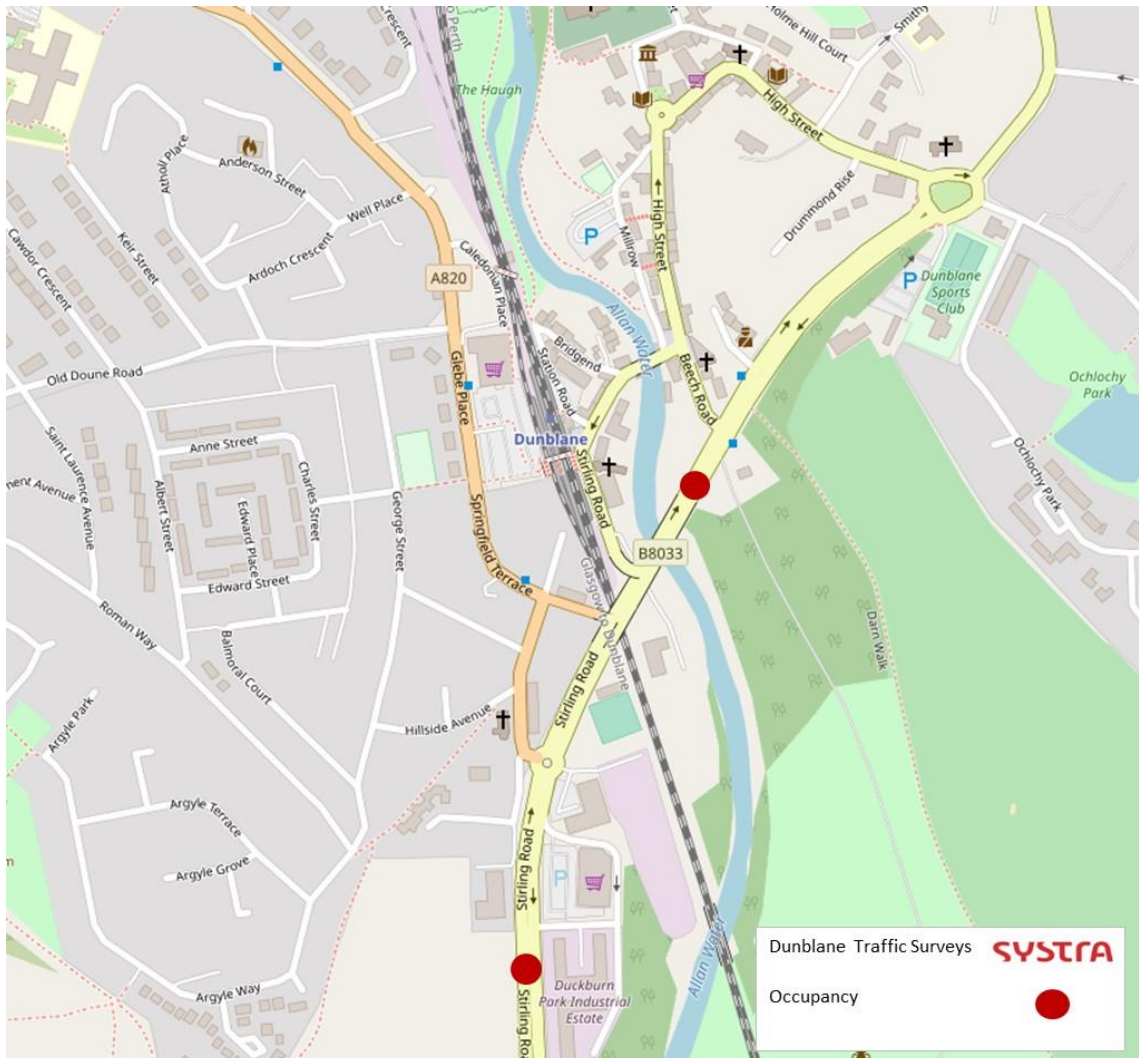 to Perth
Crescent
Holme Hill Court
Smithy
The Haugh
High Street
Atholl Place
Anderson Street
Well Place
Drummond Rise
Cawdor Crescent
Keir Street
Ardoch Crescent
Caledonian Place
P
Millrow
High Street
A820
P
Dunblane
Sports
Club
Allan Water
Old Doune Road
Glebe Place
Station Road
Bridgend
Beech Road
Ochlochy
Park
Saint Laurence Avenue
Anne Street
Dunblane
Albert Street
Charles Street
Stirling Road
Ochlochy Park
Avenue
Edward Place
George Street
Springfield Terrace
Edward Street
B8033
Roman Way
Glasgow to Dunblane
Darn Walk
Balmoral Court
Stirling Road
Argyle Park
Hillside Avenue
Argyle Terrace
Stirling Road
Argyle Grove
P
Allan Water
Dunblane Traffic Surveys SYSTRA
Occupancy
Argyle Way
Stirling Roa
Duckburn
Park Industrial
Estate